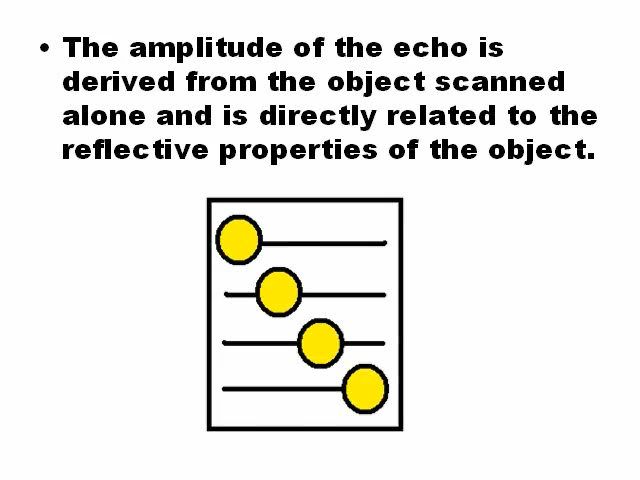 • The amplitude of the echo is
derived from the object scanned
alone and is directly related to the
reflective properties of the object.